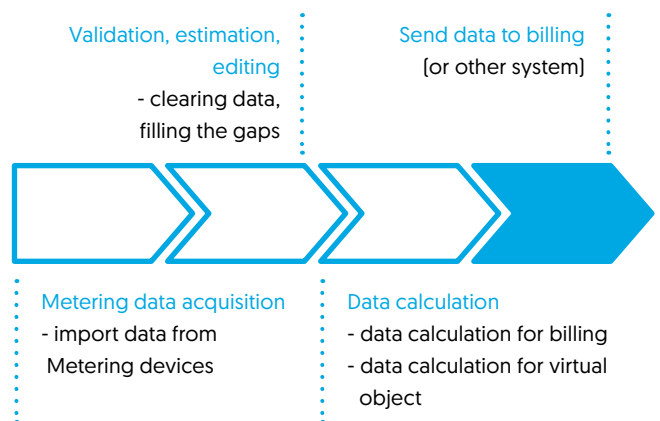 Validation, estimation,
editing
- clearing data,
filling the gaps
Send data to billing
(or other system)
Metering data acquisition
- import data from
Metering devices
Data calculation
- data calculation for billing
- data calculation for virtual
object